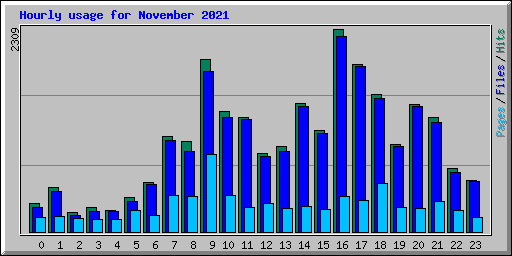 Hourly usage for November 2021
2309
Pages/Files/Hits
0 1 2 3 4 5 6 7 8 9 10 11 12 13 14 15 16 17 18 19 20 21 22 23